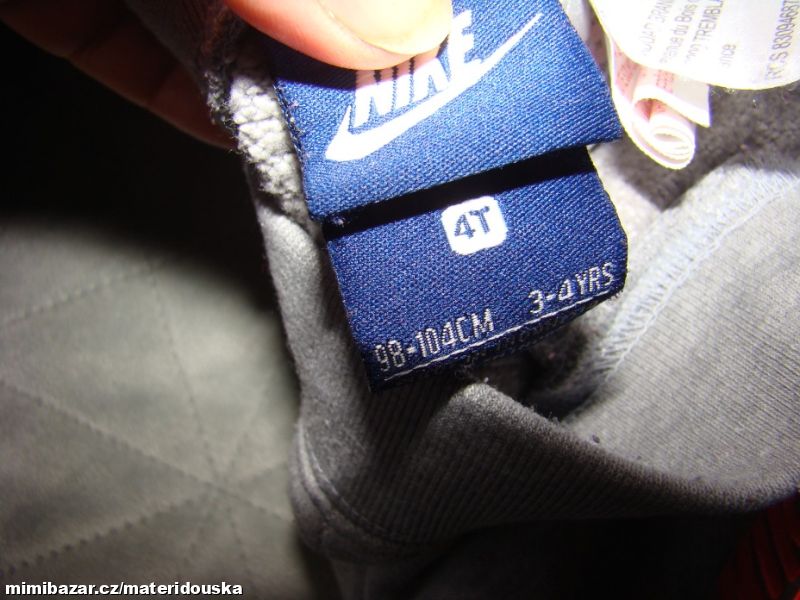 NIKE
4T
98-104CM 3-4YRS
mimibazar.cz/materidouska